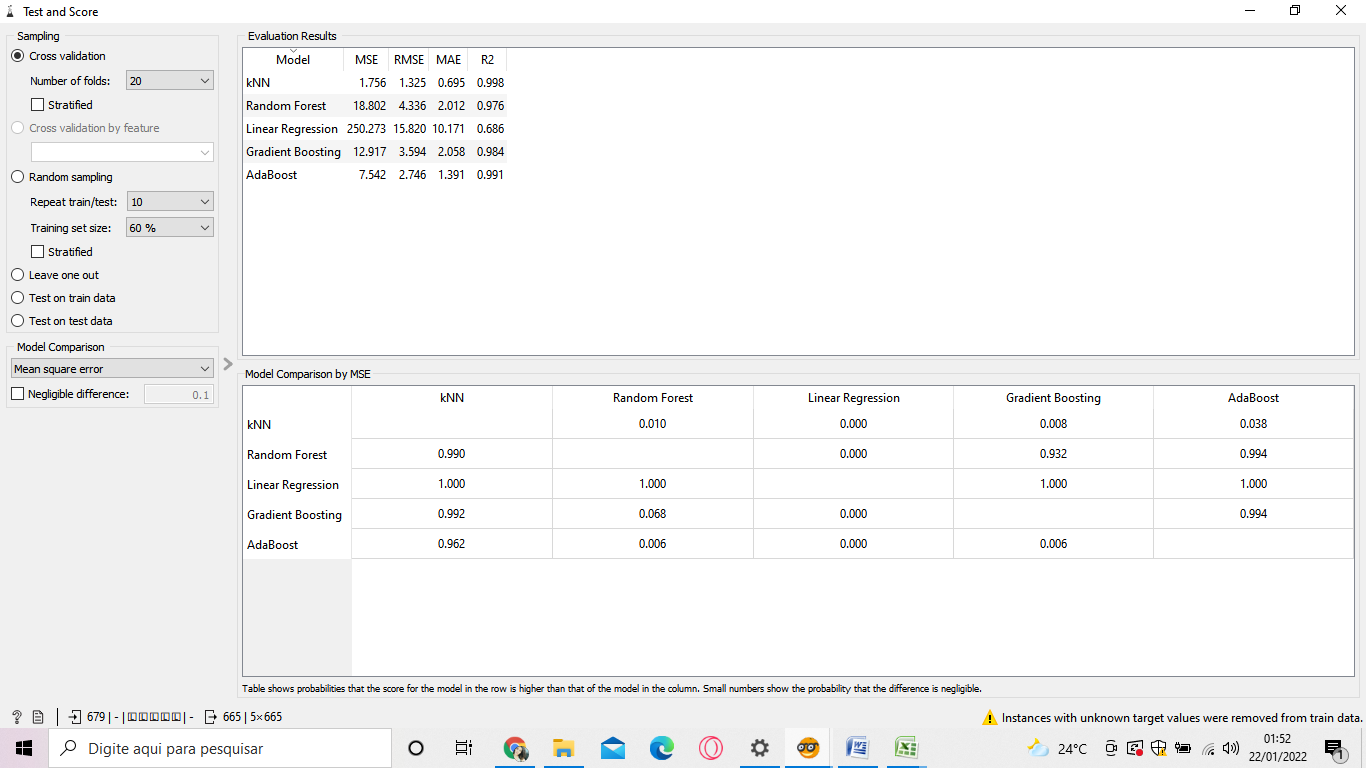 Test and Score
Sampling
Cross validation
Number of folds: 20
Stratified
Cross validation by feature
Random sampling
Repeat train/test: 10
Training set size: 60 %
Stratified
Leave one out
Test on train data
Test on test data
Model Comparison
Mean square error
Negligible difference: 0.1
Evaluation Results
Model MSE RMSE MAE R2
kNN 1.756 1.325 0.695 0.998
Random Forest 18.802 4.336 2.012 0.976
Linear Regression 250.273 15.820 10.171 0.686
Gradient Boosting 12.917 3.594 2.058 0.984
AdaBoost 7.542 2.746 1.391 0.991
Model Comparison by MSE
kNN Random Forest Linear Regression Gradient Boosting AdaBoost
kNN 0.010 0.000 0.008 0.038
Random Forest 0.990 0.000 0.932 0.994
Linear Regression 1.000 1.000 1.000 1.000
Gradient Boosting 0.992 0.068 0.000 0.994
AdaBoost 0.962 0.006 0.000 0.006
Table shows probabilities that the score for the model in the row is higher than that of the model in the column. Small numbers show the probability that the difference is negligible.
? 679 | - | ▯▯▯▯▯ | - 665 | 5×665
Instances with unknown target values were removed from train data.
Digite aqui para pesquisar
24°C
01:52
22/01/2022
1